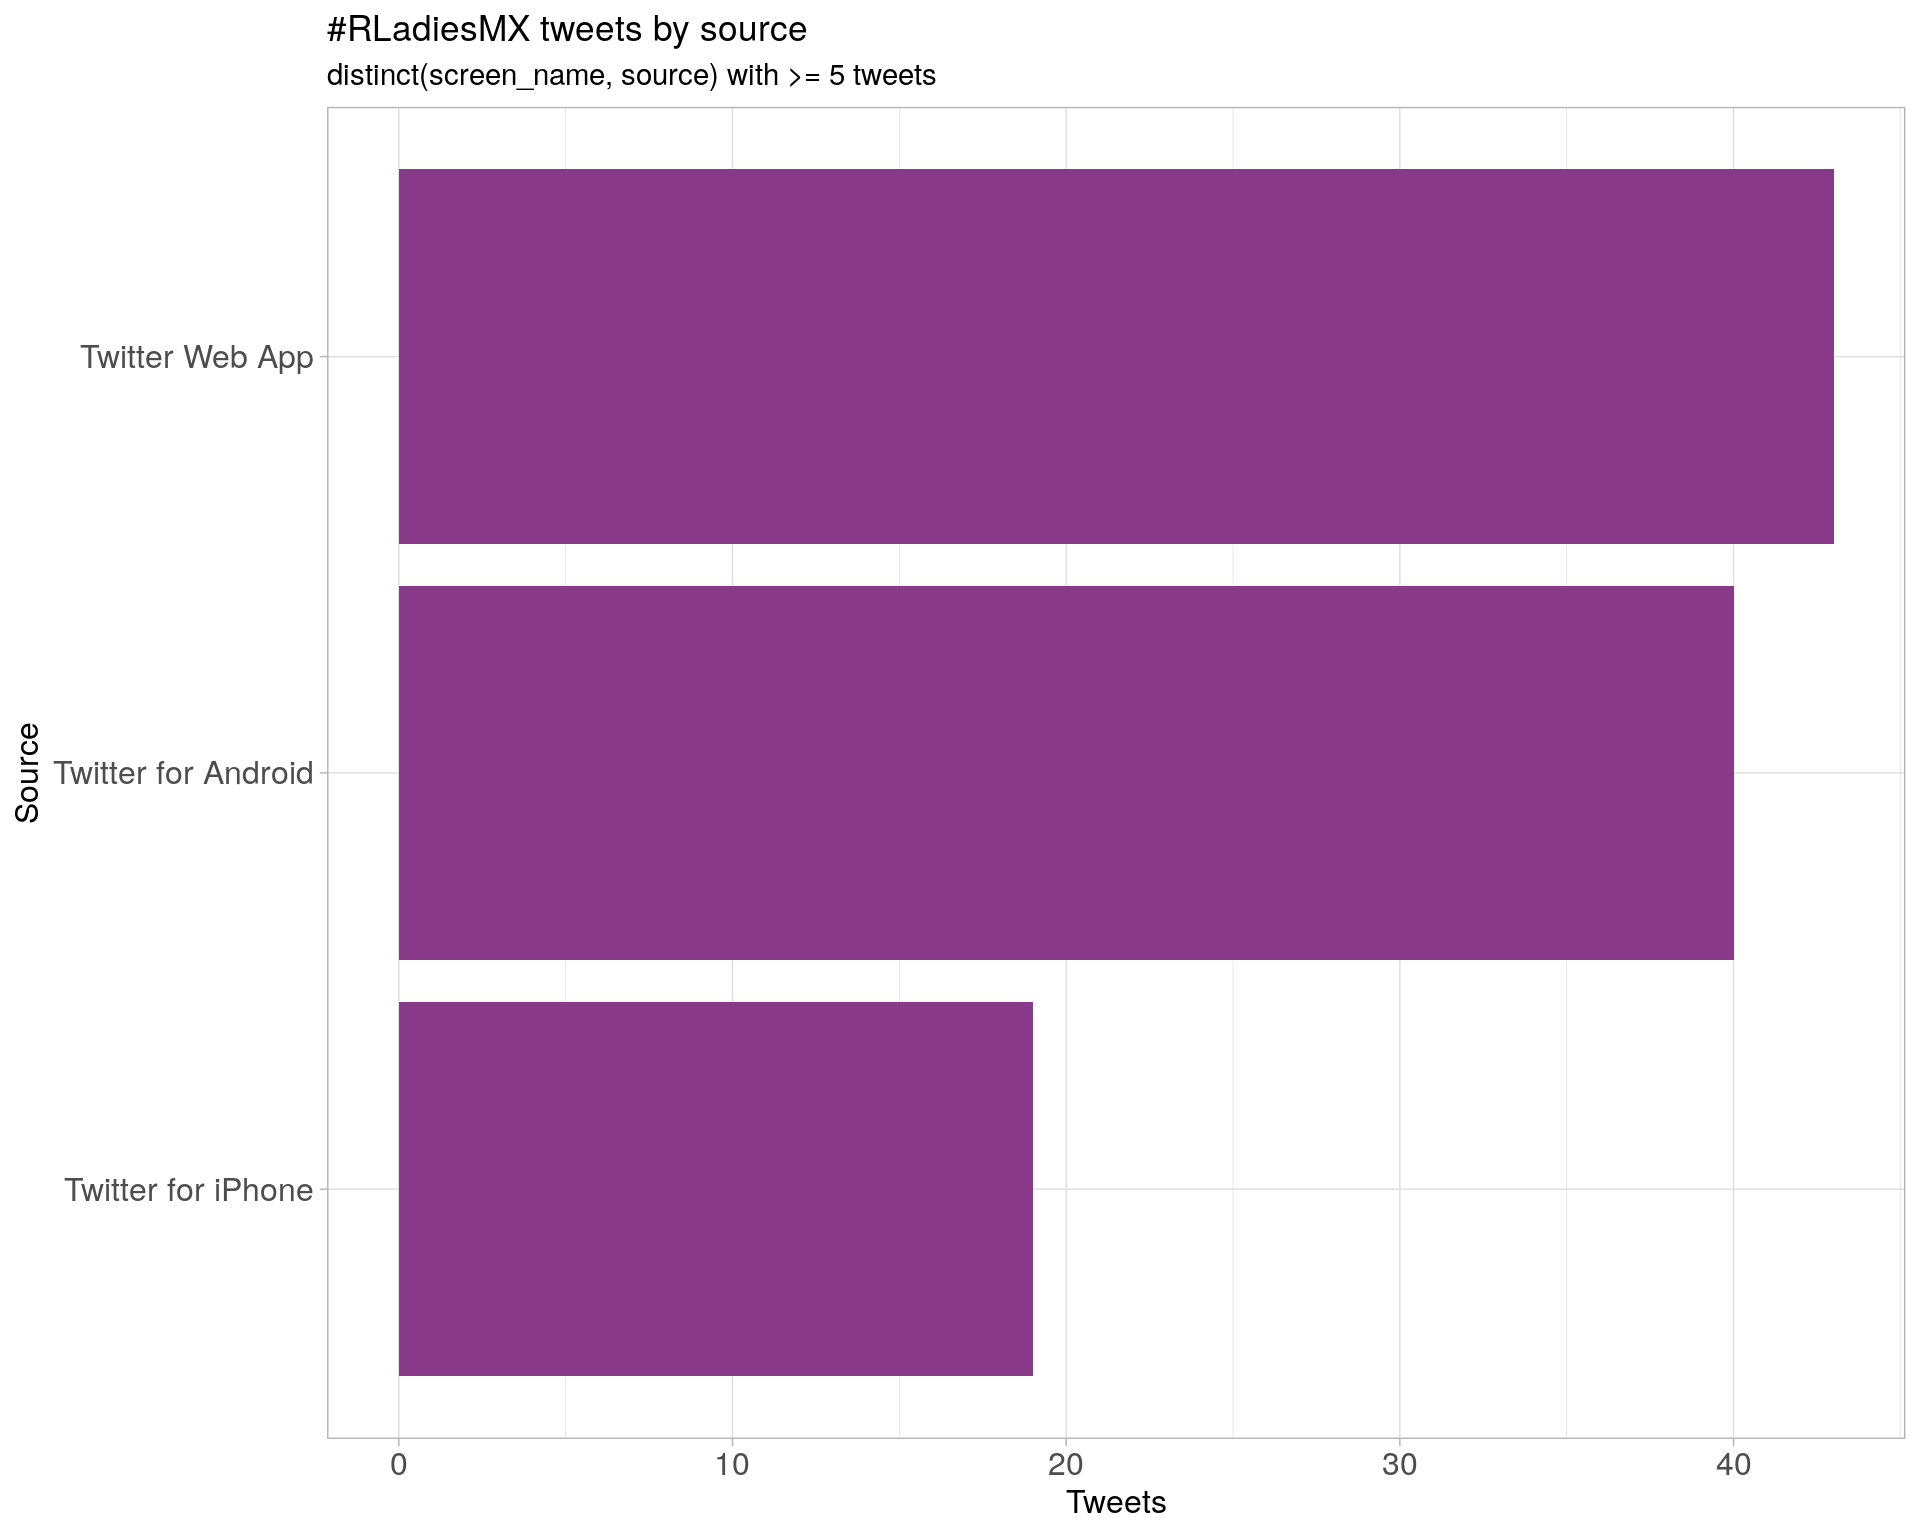 #RLadiesMX tweets by source
distinct(screen_name, source) with >= 5 tweets
Source
Twitter Web App
Twitter for Android
Twitter for iPhone
0 10 20 30 40
Tweets